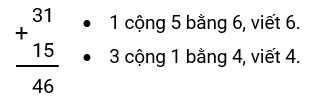 31
+
15
46
• 1 cộng 5 bằng 6, viết 6.
• 3 cộng 1 bằng 4, viết 4.